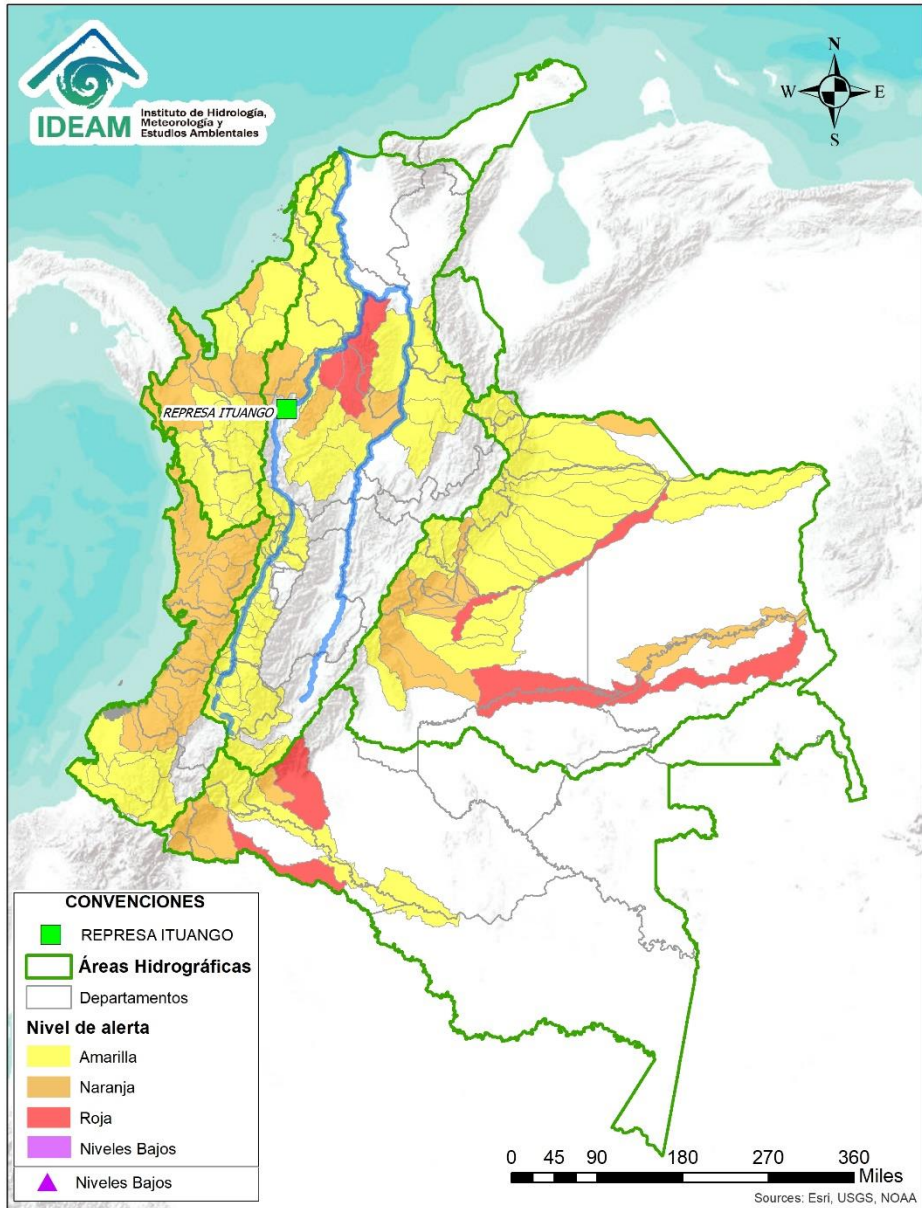 IDEAM
Instituto de Hidrología,
Meteorología y
Estudios Ambientales
N
W
E
S
REPRESA ITUANGO
CONVENCIONES
REPRESA ITUANGO
Áreas Hidrográficas
Departamentos
Nivel de alerta
Amarilla
Naranja
Roja
Niveles Bajos
Niveles Bajos
0 45 90 180 270 360
Miles
Sources: Esri, USGS, NOAA